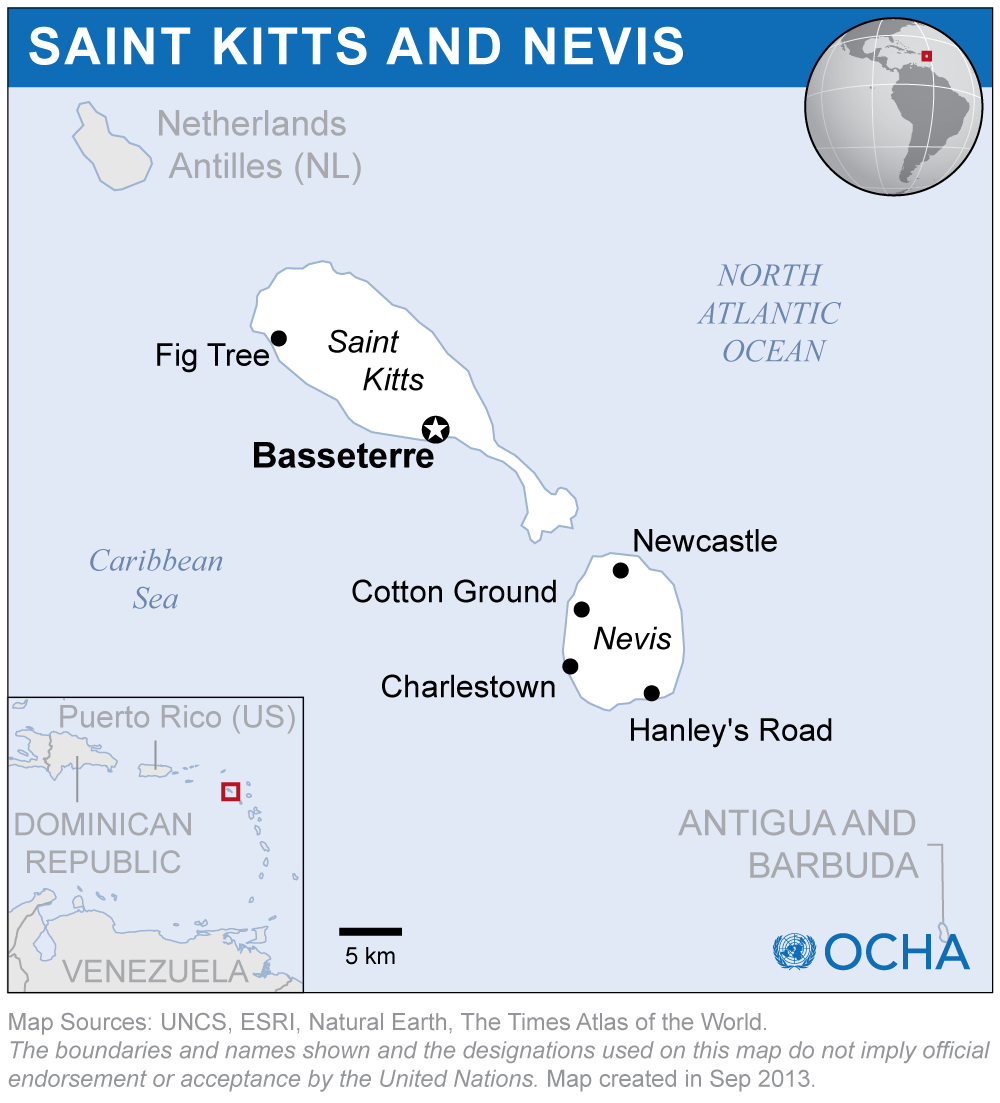 SAINT KITTS AND NEVIS
Netherlands
Antilles (NL)
NORTH
ATLANTIC
OCEAN
Saint
Kitts
Fig Tree
Basseterre
Caribbean
Sea
Newcastle
Cotton Ground
Nevis
Charlestown
Hanley's Road
Puerto Rico (US)
DOMINICAN
REPUBLIC
VENEZUELA
ANTIGUA AND
BARBUDA
5 km
OCHA
Map Sources: UNCS, ESRI, Natural Earth, The Times Atlas of the World.
The boundaries and names shown and the designations used on this map do not imply official
endorsement or acceptance by the United Nations. Map created in Sep 2013.